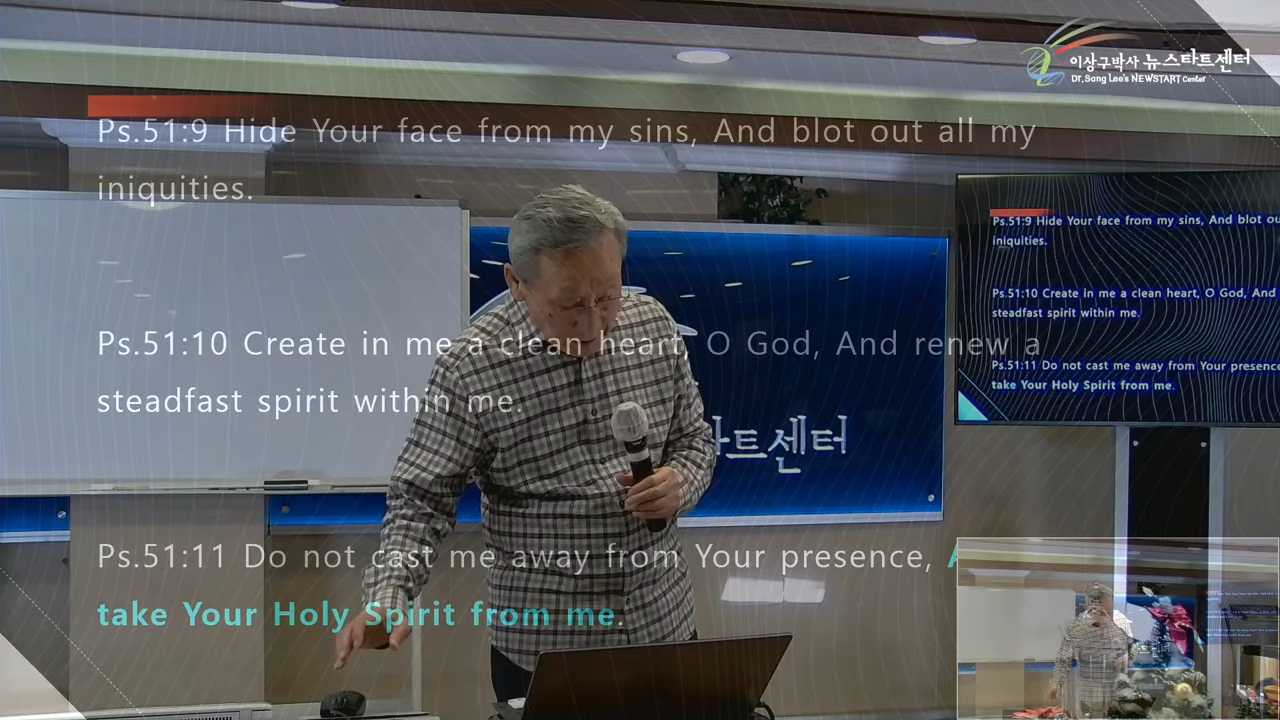 이상구박사 뉴스타트센터
Dr. Sang Lee's NEWSTART Center
Ps.51:9 Hide Your face from my sins, And blot out all my
iniquities.
Ps.51:10 Create in me a clean heart, O God, And renew a
steadfast spirit within me.
Ps.51:11 Do not cast me away from Your presence, A
take Your Holy Spirit from me.
Ps.51:9 Hide Your face from my sins, And blot ou
iniquities.
Ps.51:10 Create in me a clean heart, O God, And
steadfast spirit within me.
Ps.51:11 Do not cast me away from Your presence
take Your Holy Spirit from me.
타트센터